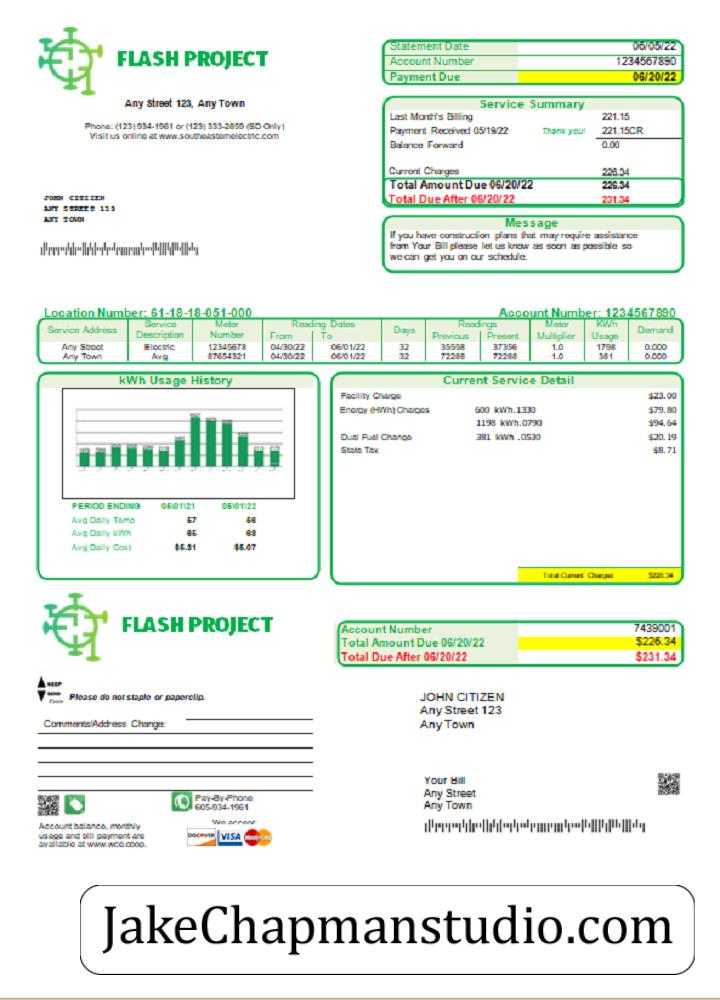 FLASH PROJECT
Any Street 123, Any Town
Phone: (123) 934-1961 or (123) 333-2859 (SD Only)
Visit us online at www.southeasternelectric.com
Statement Date 06/05/22
Account Number 1234567890
Payment Due 06/20/22
Service Summary
Last Month's Billing 221.15
Payment Received 05/19/22 Thank you! 221.15CR
Balance Forward 0.00
Current Charges 226.34
Total Amount Due 06/20/22 226.34
Total Due After 06/20/22 231.34
JOHN CITIZEN
ANY STREET 123
ANY TOWN
Message
If you have construction plans that may require assistance
from Your Bill please let us know as soon as possible so
we can get you on our schedule.
Location Number: 61-18-18-051-000 Account Number: 1234567890
Service Address Service Description Meter Number Reading Dates From To Days Readings Previous Present Meter Multiplier KWh Usage Demand
Any Street Electric 12345678 04/30/22 06/01/22 32 35558 37356 1.0 1798 0.000
Any Town Avg 87654321 04/30/22 06/01/22 32 72288 72288 1.0 381 0.000
kWh Usage History
PERIOD ENDING 05\01\21 05\01\22
Avg Daily Temp 57 56
Avg Daily kWh 65 68
Avg Daily Cost $5.31 $5.07
Current Service Detail
Facility Charge $23.00
Energy (HWh) Charges 600 kWh.1330 $79.80
1198 kWh.0790 $94.64
Dual Fuel Change 381 kWh .0530 $20.19
State Tax $8.71
Total Current Charges $226.34
FLASH PROJECT
Account Number 7439001
Total Amount Due 06/20/22 $226.34
Total Due After 06/20/22 $231.34
KEEP
SEND
Please do not staple or paperclip.
Comments/Address Change:
JOHN CITIZEN
Any Street 123
Any Town
Your Bill
Any Street
Any Town
Pay-By-Phone
605-934-1961
We accept:
DISCOVER VISA MasterCard
Account balance, monthly
usage and bill payment are
available at www.wce.coop.
JakeChapmanstudio.com